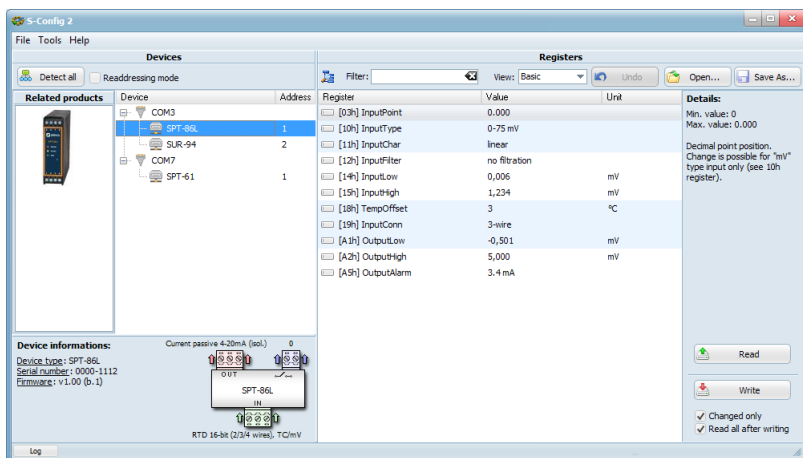 S-Config 2
File Tools Help
Devices
Detect all
Readdressing mode
Related products
Device Address
COM3
SPT-86L 1
SUR-94 2
COM7
SPT-61 1
Registers
Filter:
View: Basic
Undo
Open...
Save As...
Register Value Unit
[03h] InputPoint 0.000
[10h] InputType 0-75 mV
[11h] InputChar linear
[12h] InputFilter no filtration
[14h] InputLow 0,006 mV
[15h] InputHigh 1,234 mV
[18h] TempOffset 3 °C
[19h] InputConn 3-wire
[A1h] OutputLow -0,501 mV
[A2h] OutputHigh 5,000 mV
[A5h] OutputAlarm 3.4 mA
Details:
Min. value: 0
Max. value: 0.000
Decimal point position.
Change is possible for "mV"
type input only (see 10h
register).
Read
Write
Changed only
Read all after writing
Device informations:
Device type: SPT-86L
Serial number: 0000-1112
Firmware: v1.00 (b.1)
Current passive 4-20mA (isol.) 0
OUT
SPT-86L
IN
RTD 16-bit (2/3/4 wires), TC/mV
Log